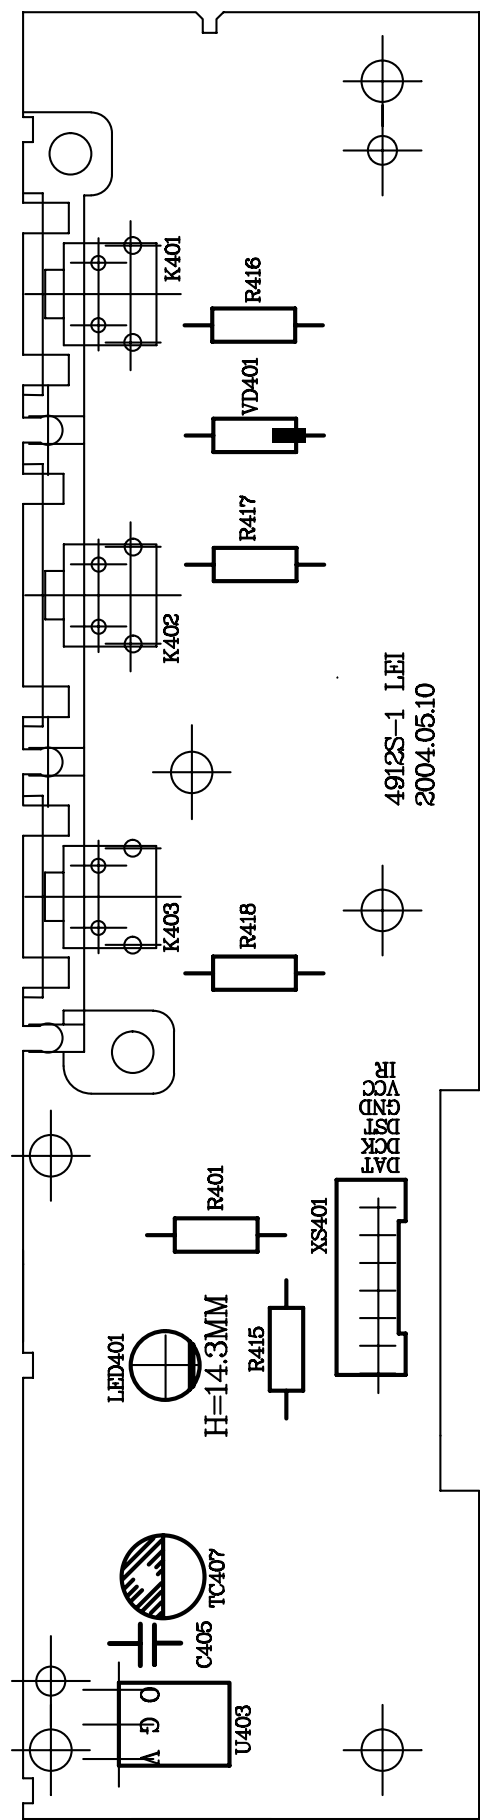 K401
R416
VD401
R417
K402
4912S-1 LEI
2004.05.10
K403
R418
IR
VCC
GND
DST
DCK
DAT
R401
XS401
LED401
H=14.3MM
R415
TC407
C405
O
G
V
U403